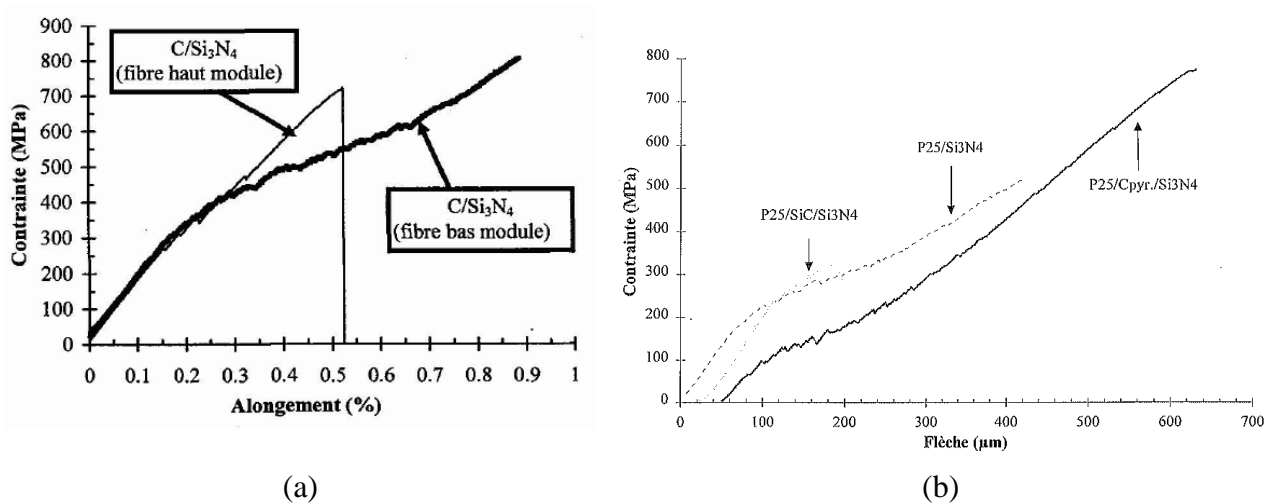 900
800
700
600
500
400
300
200
100
0
Contrainte (MPa)
C/Si₃N₄
(fibre haut module)
C/Si₃N₄
(fibre bas module)
0 0.1 0.2 0.3 0.4 0.5 0.6 0.7 0.8 0.9 1
Alongement (%)
(a)
800
700
600
500
400
300
200
100
0
Contrainte (MPa)
P25/SiC/Si3N4
P25/Si3N4
P25/Cpyr./Si3N4
0 100 200 300 400 500 600 700
Flèche (µm)
(b)